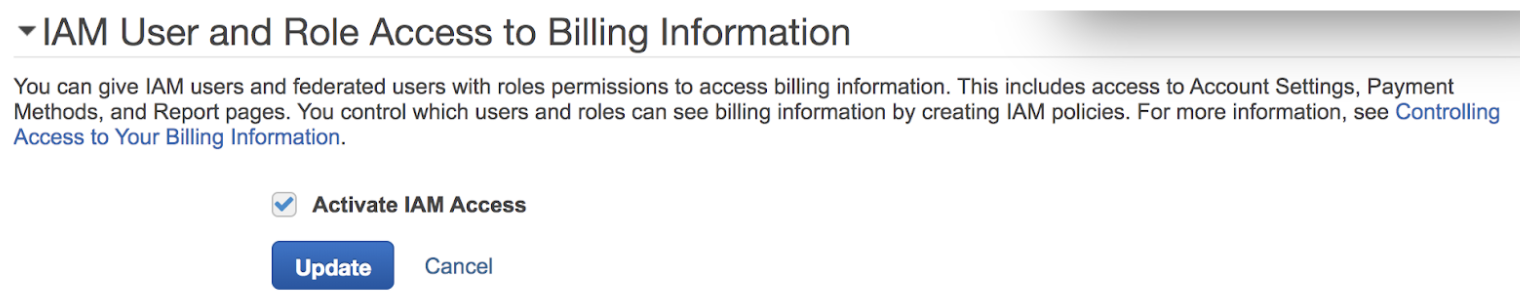 IAM User and Role Access to Billing Information
You can give IAM users and federated users with roles permissions to access billing information. This includes access to Account Settings, Payment
Methods, and Report pages. You control which users and roles can see billing information by creating IAM policies. For more information, see Controlling
Access to Your Billing Information.
Activate IAM Access
Update Cancel